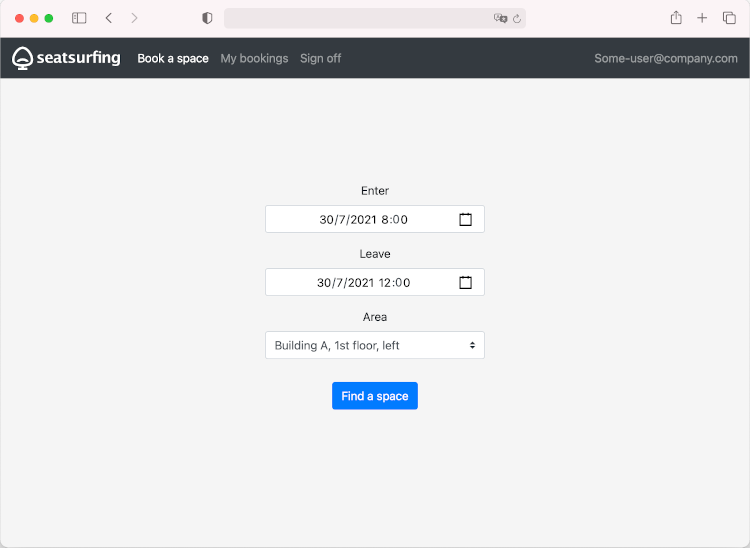 seatsurfing Book a space My bookings Sign off Some-user@company.com
Enter
30/7/2021 8:00
Leave
30/7/2021 12:00
Area
Building A, 1st floor, left
Find a space